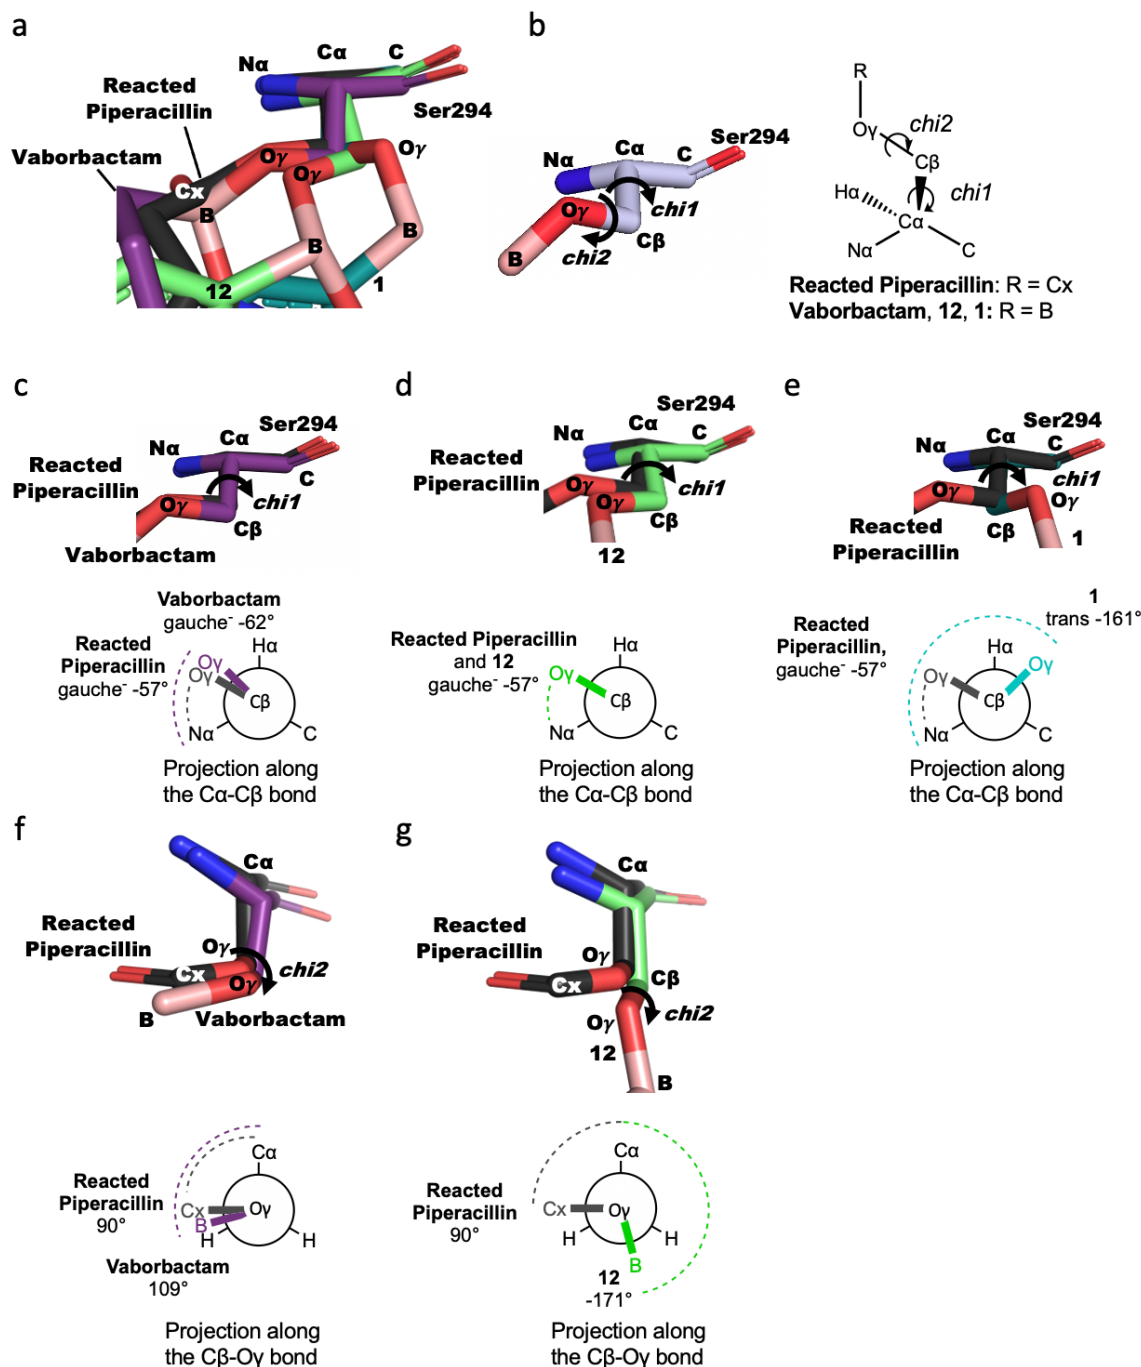 a
Nα
Cα
C
Reacted
Piperacillin
Ser294
Vaborbactam
Oγ
Oγ
Oγ
Cx
B
B
B
12
1
b
Nα
Cα
C
Ser294
Oγ
chi1
B
chi2
Cβ
R
Oγ
chi2
Cβ
Hα
chi1
Cα
Nα
C
Reacted Piperacillin: R = Cx
Vaborbactam, 12, 1: R = B
c
Ser294
Nα
Cα
C
Reacted
Piperacillin
chi1
Oγ
Cβ
Vaborbactam
Vaborbactam
gauche⁻ -62°
Reacted
Piperacillin
gauche⁻ -57°
Hα
Oγ
Oγ
Cβ
Nα
C
Projection along
the Cα-Cβ bond
d
Ser294
Nα
Cα
C
Reacted
Piperacillin
Oγ
chi1
Oγ
Cβ
12
Reacted Piperacillin
and 12
gauche⁻ -57°
Hα
Oγ
Cβ
Nα
C
Projection along
the Cα-Cβ bond
e
Ser294
Nα
Cα
C
chi1
Oγ
Oγ
Reacted
Piperacillin
Cβ
1
1
trans -161°
Reacted
Piperacillin,
gauche⁻ -57°
Hα
Oγ
Oγ
Cβ
Nα
C
Projection along
the Cα-Cβ bond
f
Cα
Reacted
Piperacillin
Oγ
Cx
Oγ
chi2
B
Vaborbactam
Cα
Reacted
Piperacillin
90°
Cx
B
Oγ
H
H
Vaborbactam
109°
Projection along
the Cβ-Oγ bond
g
Cα
Reacted
Piperacillin
Oγ
Cx
Cβ
Oγ
chi2
12
B
Cα
Reacted
Piperacillin
90°
Cx
Oγ
H
H
B
12
-171°
Projection along
the Cβ-Oγ bond